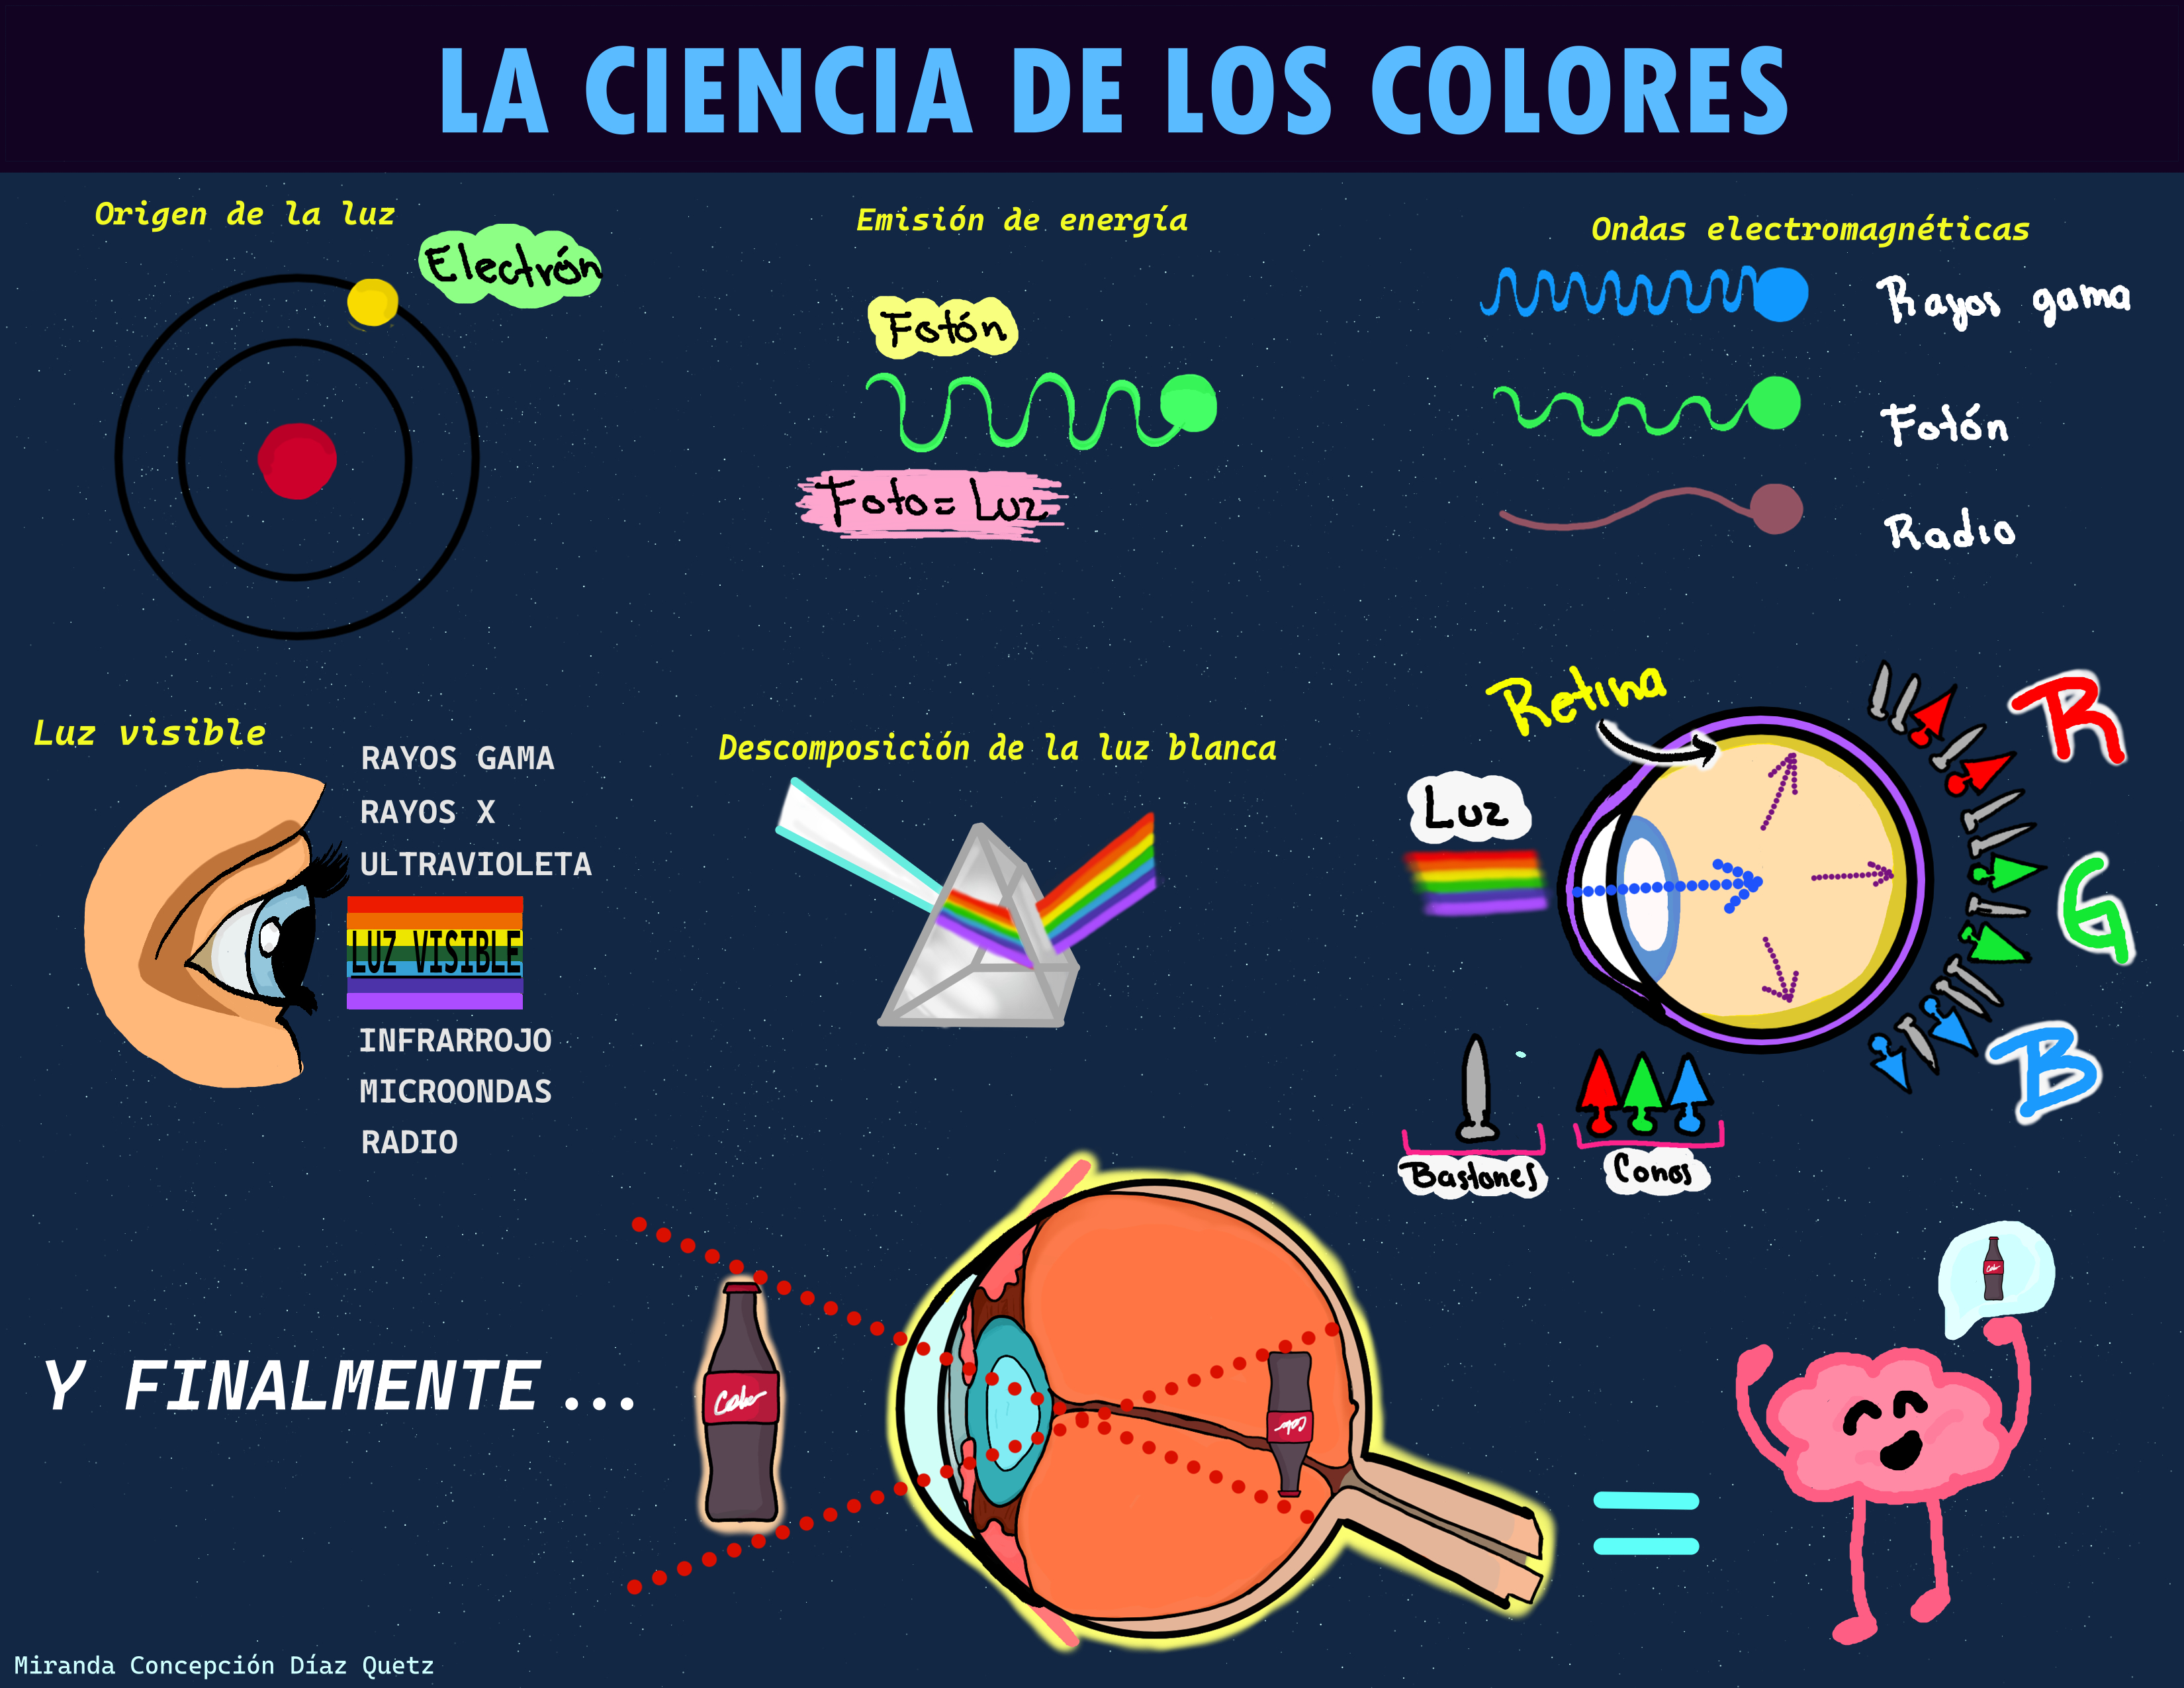 LA CIENCIA DE LOS COLORES
Origen de la luz
Electrón
Emisión de energía
Fotón
Foto = Luz
Ondas electromagnéticas
Rayos gama
Fotón
Radio
Luz visible
RAYOS GAMA
RAYOS X
ULTRAVIOLETA
LUZ VISIBLE
INFRARROJO
MICROONDAS
RADIO
Descomposición de la luz blanca
Retina
Luz
R
G
B
Bastones
Conos
Y FINALMENTE...
Miranda Concepción Díaz Quetz